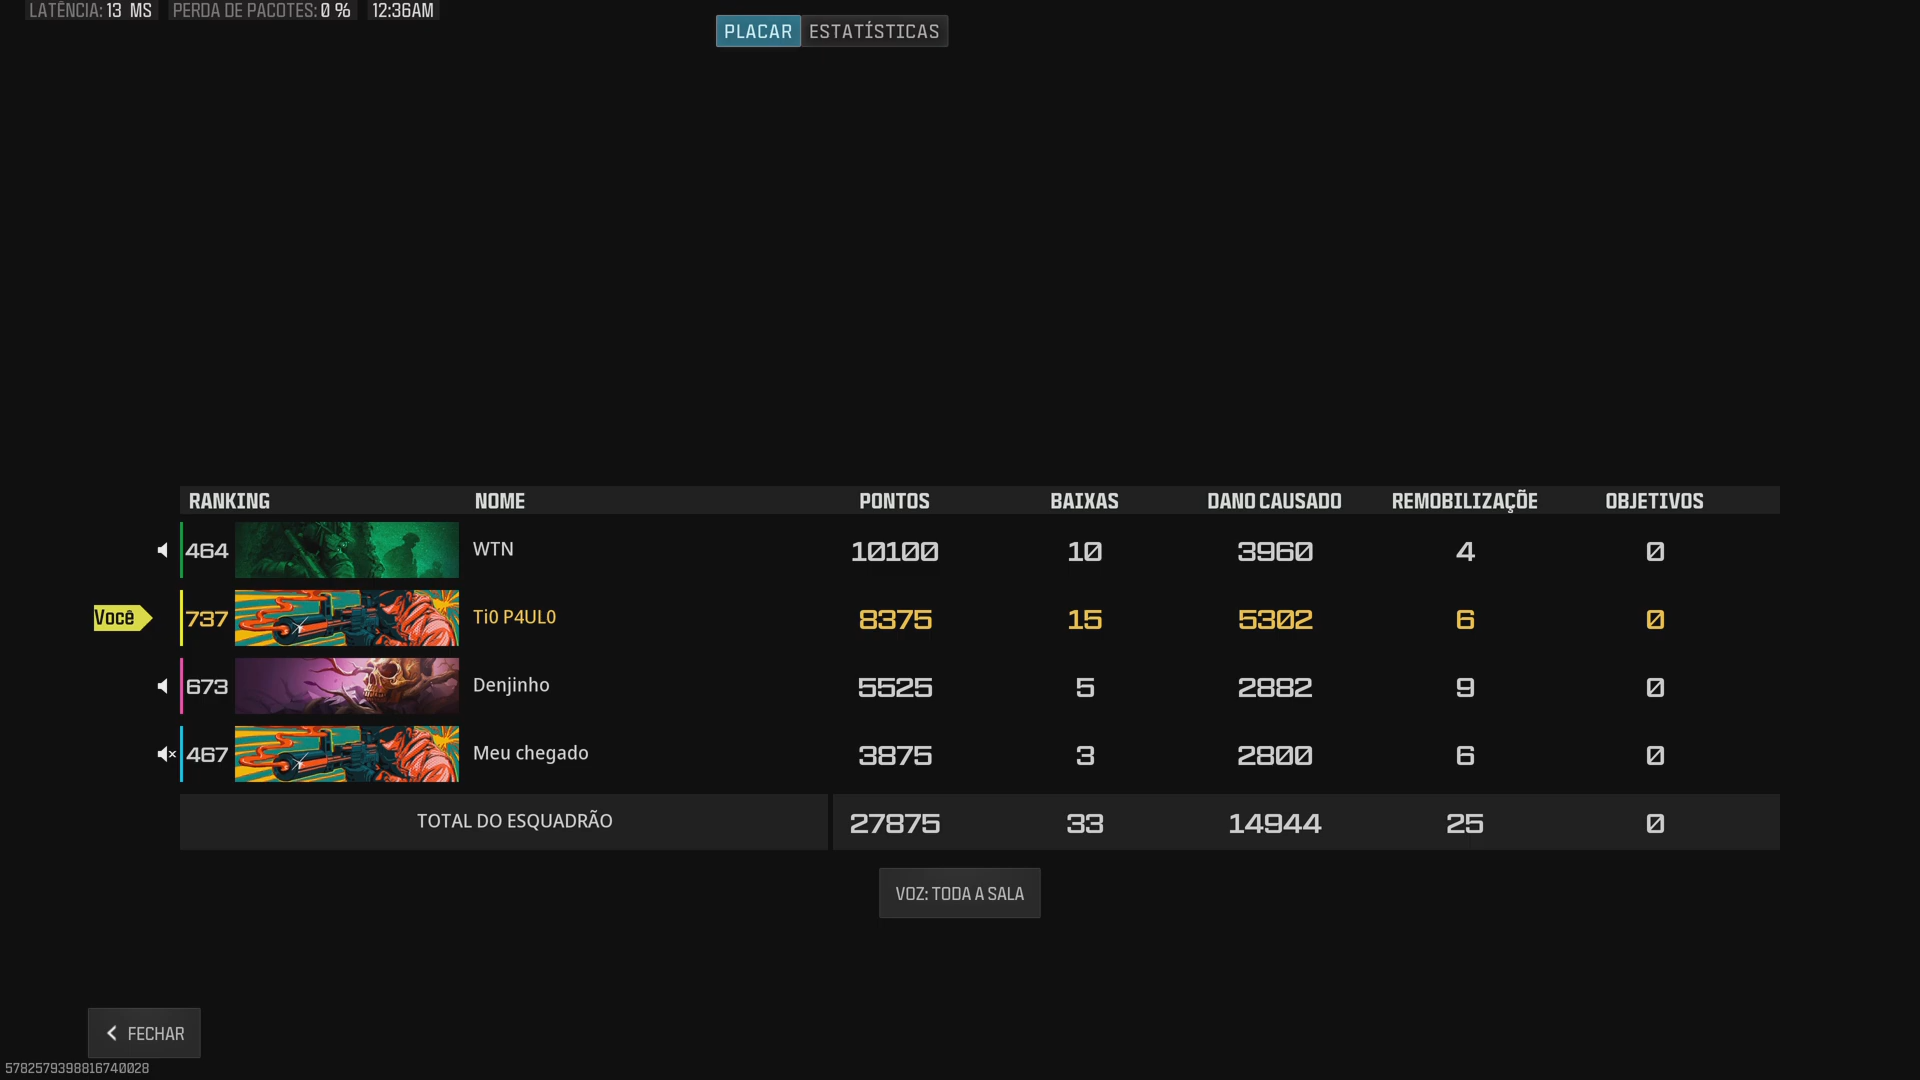 LATÊNCIA: 13 MS PERDA DE PACOTES: 0 % 12:36AM
PLACAR ESTATÍSTICAS
RANKING NOME PONTOS BAIXAS DANO CAUSADO REMOBILIZAÇÕE OBJETIVOS
464 WTN 10100 10 3960 4 0
Você 737 Ti0 P4UL0 8375 15 5302 6 0
673 Denjinho 5525 5 2882 9 0
467 Meu chegado 3875 3 2800 6 0
TOTAL DO ESQUADRÃO 27875 33 14944 25 0
VOZ: TODA A SALA
FECHAR
5782579398816740028